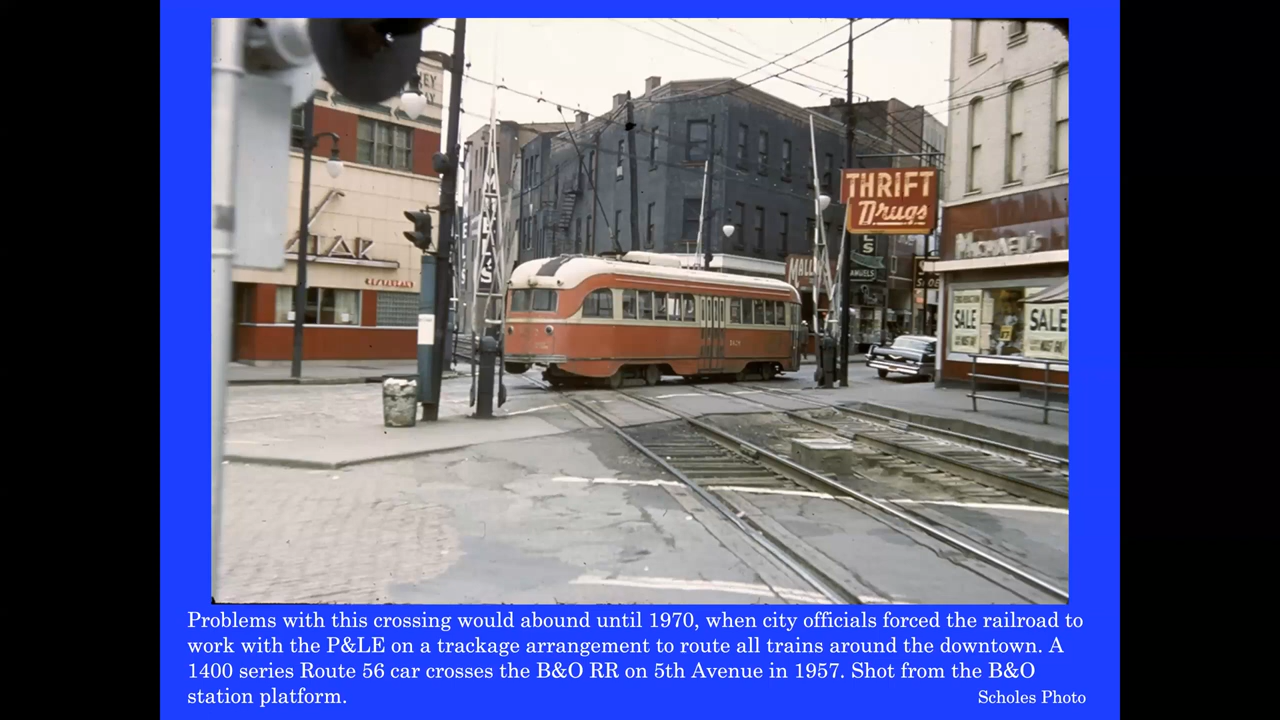 THRIFT
Drugs
MICHAEL'S
SALE
SALE
Problems with this crossing would abound until 1970, when city officials forced the railroad to
work with the P&LE on a trackage arrangement to route all trains around the downtown. A
1400 series Route 56 car crosses the B&O RR on 5th Avenue in 1957. Shot from the B&O
station platform.
Scholes Photo